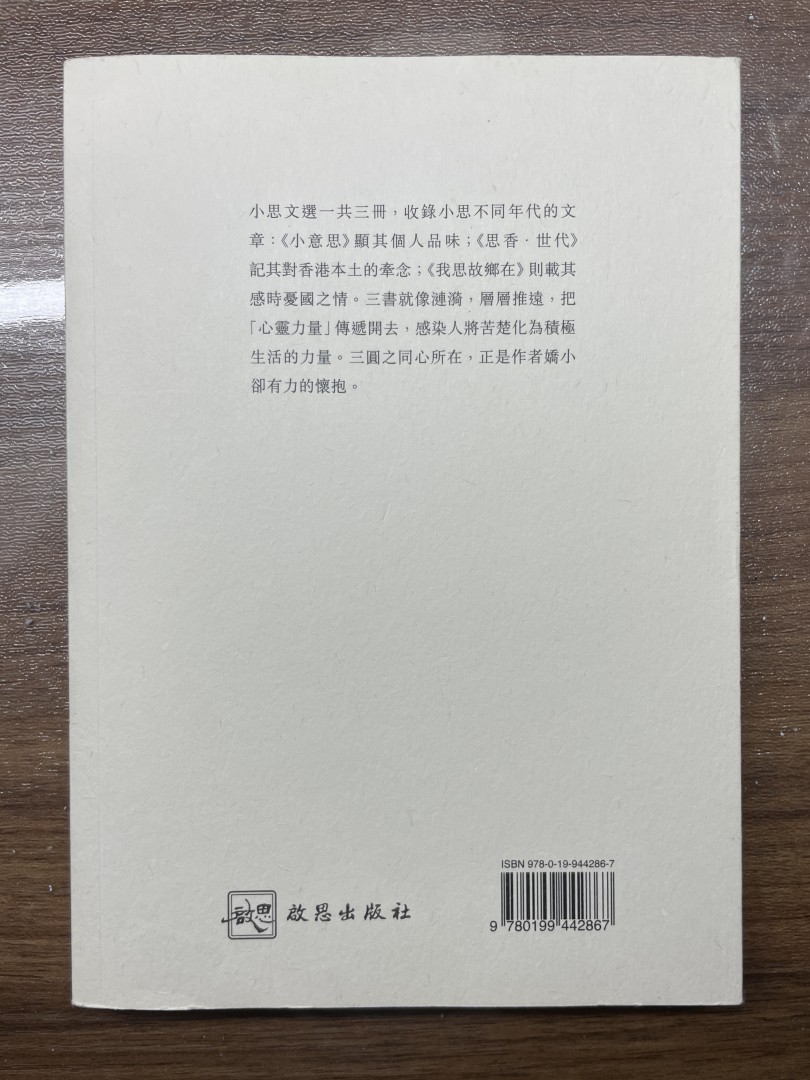 小思文選一共三冊，收錄小思不同年代的文
章：《小意思》顯其個人品味；《思香．世代》
記其對香港本土的牽念；《我思故鄉在》則載其
感時憂國之情。三書就像漣漪，層層推遠，把
「心靈力量」傳遞開去，感染人將苦楚化為積極
生活的力量。三圓之同心所在，正是作者嬌小
卻有力的懷抱。
ISBN 978-0-19-944286-7
9 780199 442867
啟思
啟思出版社